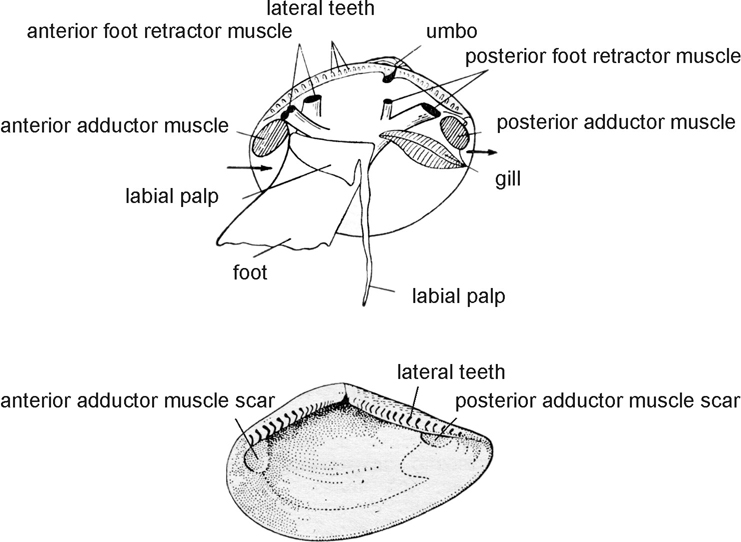 lateral teeth
anterior foot retractor muscle
umbo
posterior foot retractor muscle
anterior adductor muscle
posterior adductor muscle
labial palp
gill
foot
labial palp
lateral teeth
anterior adductor muscle scar
posterior adductor muscle scar